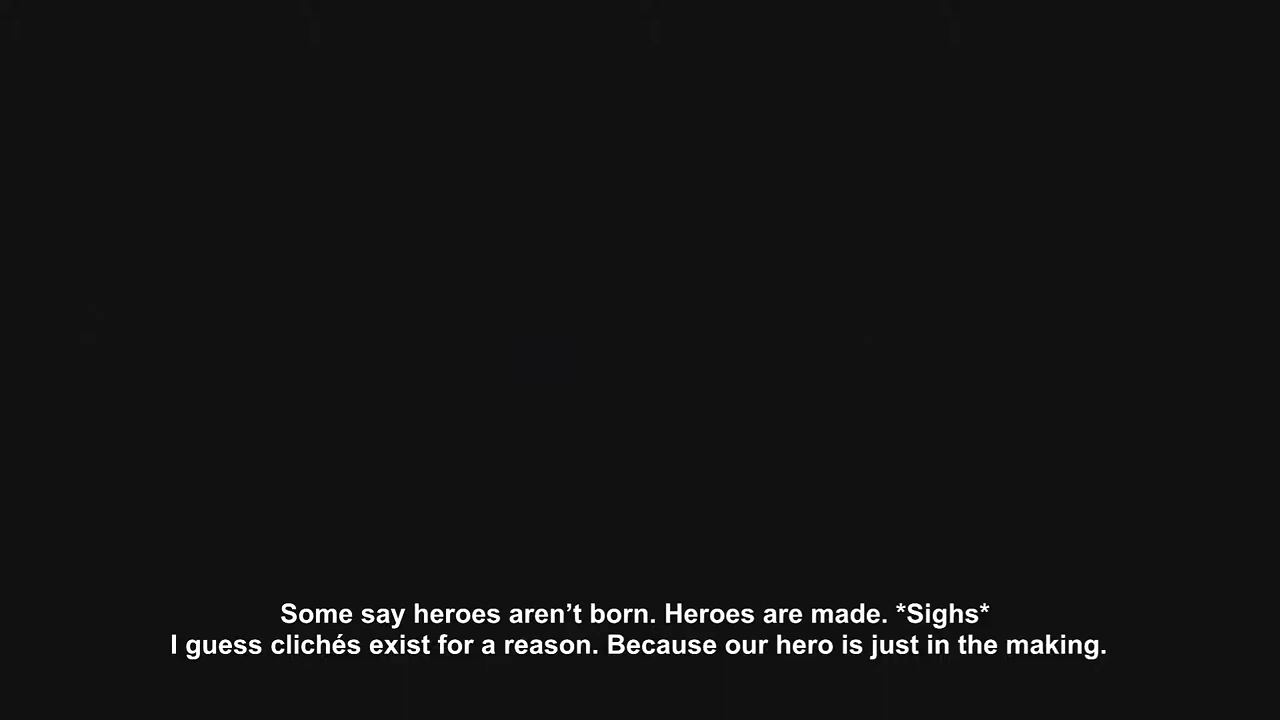 Some say heroes aren’t born. Heroes are made. *Sighs*
I guess clichés exist for a reason. Because our hero is just in the making.